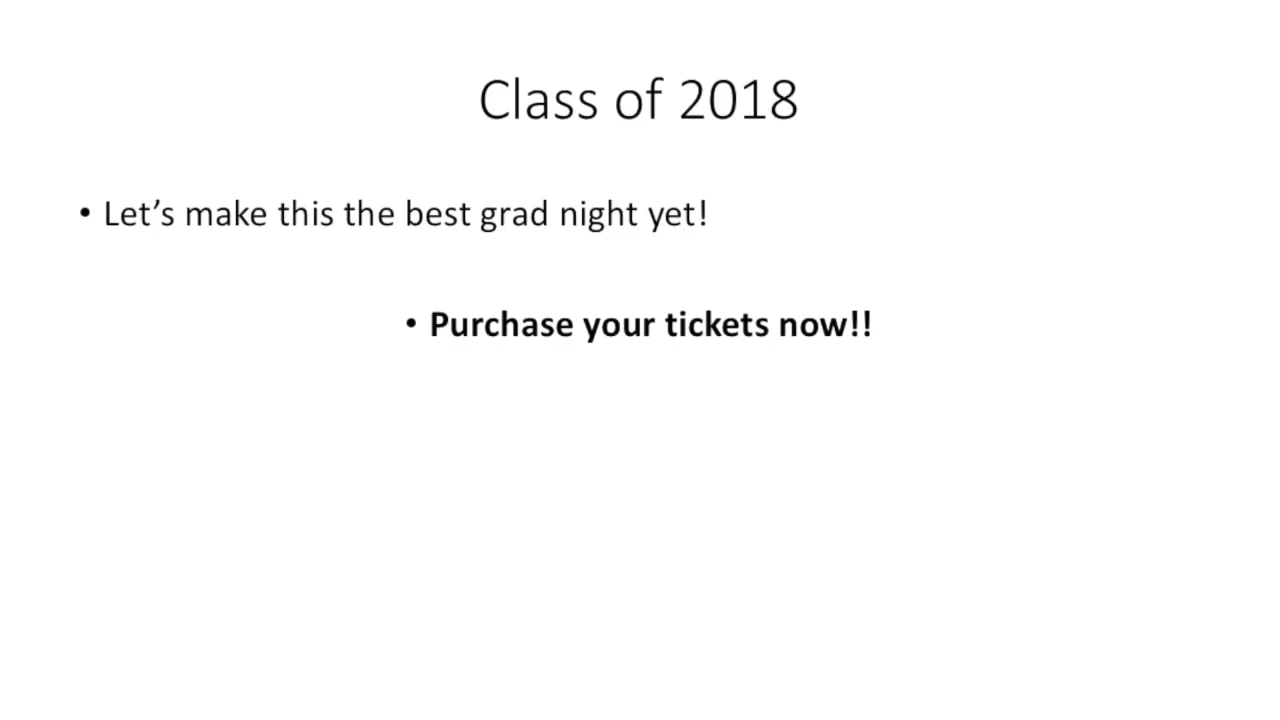 Class of 2018
• Let’s make this the best grad night yet!
• Purchase your tickets now!!